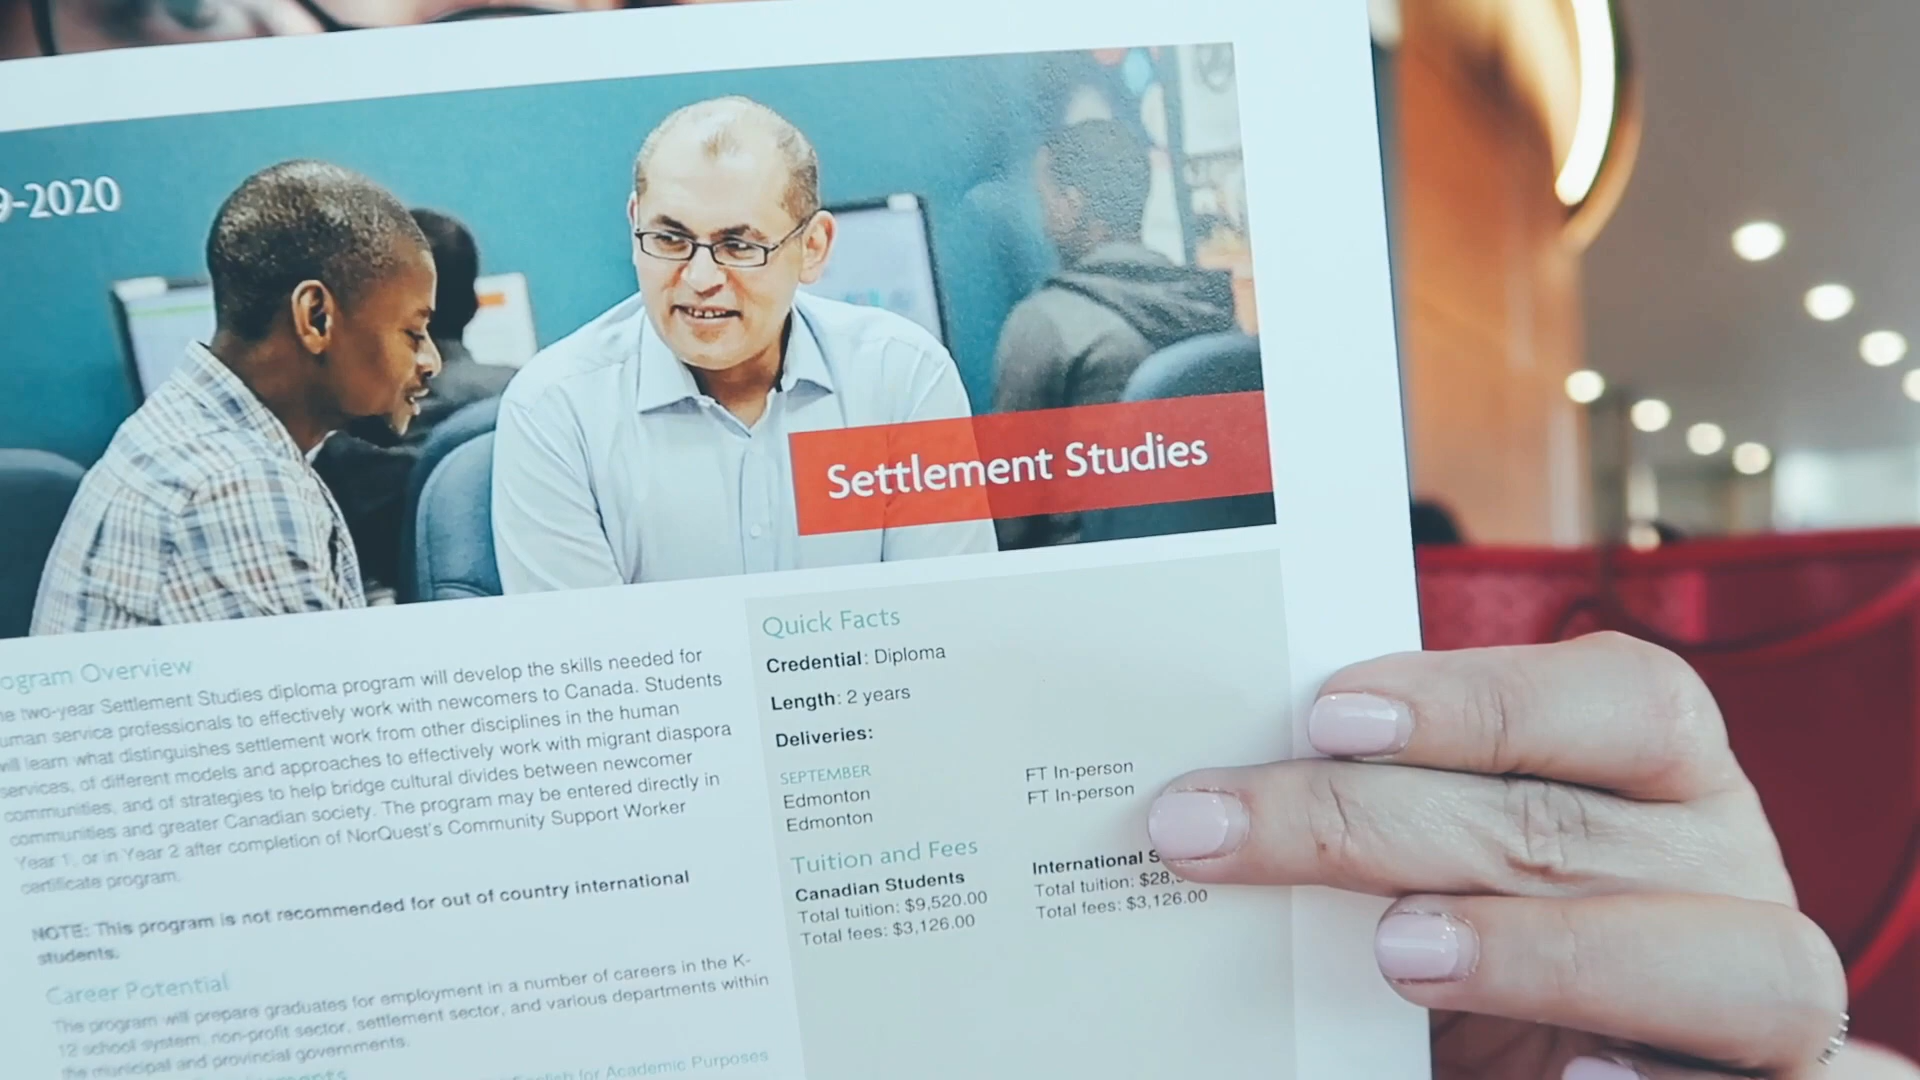 9-2020
Settlement Studies
ogram Overview
e two-year Settlement Studies diploma program will develop the skills needed for
uman service professionals to effectively work with newcomers to Canada. Students
will learn what distinguishes settlement work from other disciplines in the human
services, of different models and approaches to effectively work with migrant diaspora
communities, and of strategies to help bridge cultural divides between newcomer
communities and greater Canadian society. The program may be entered directly in
Year 1, or in Year 2 after completion of NorQuest's Community Support Worker
certificate program.
NOTE: This program is not recommended for out of country international
students.
Career Potential
The program will prepare graduates for employment in a number of careers in the K-
12 school system, non-profit sector, settlement sector, and various departments within
the municipal and provincial governments.
English for Academic Purposes
Quick Facts
Credential: Diploma
Length: 2 years
Deliveries:
SEPTEMBER
Edmonton FT In-person
Edmonton FT In-person
Tuition and Fees
Canadian Students
Total tuition: $9,520.00
Total fees: $3,126.00
International S
Total tuition: $28,
Total fees: $3,126.00